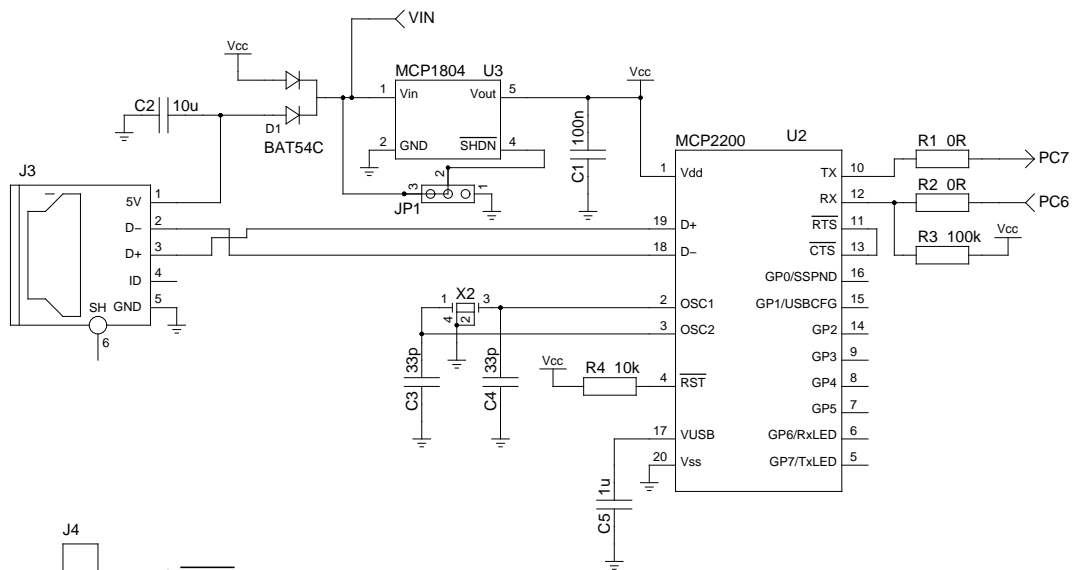 VIN
Vcc
MCP1804 U3
1 Vin Vout 5
2 GND SHDN 4
C2 10u
D1
BAT54C
3 2 1
JP1
C1 100n
Vcc
J3
5V 1
D− 2
D+ 3
ID 4
GND 5
SH
6
MCP2200 U2
1 Vdd
19 D+
18 D−
2 OSC1
3 OSC2
4 RST
17 VUSB
20 Vss
TX 10
RX 12
RTS 11
CTS 13
GP0/SSPND 16
GP1/USBCFG 15
GP2 14
GP3 9
GP4 8
GP5 7
GP6/RxLED 6
GP7/TxLED 5
R1 0R
PC7
R2 0R
PC6
R3 100k
Vcc
X2
1 3
4 2
C3 33p
C4 33p
Vcc
R4 10k
C5 1u
J4